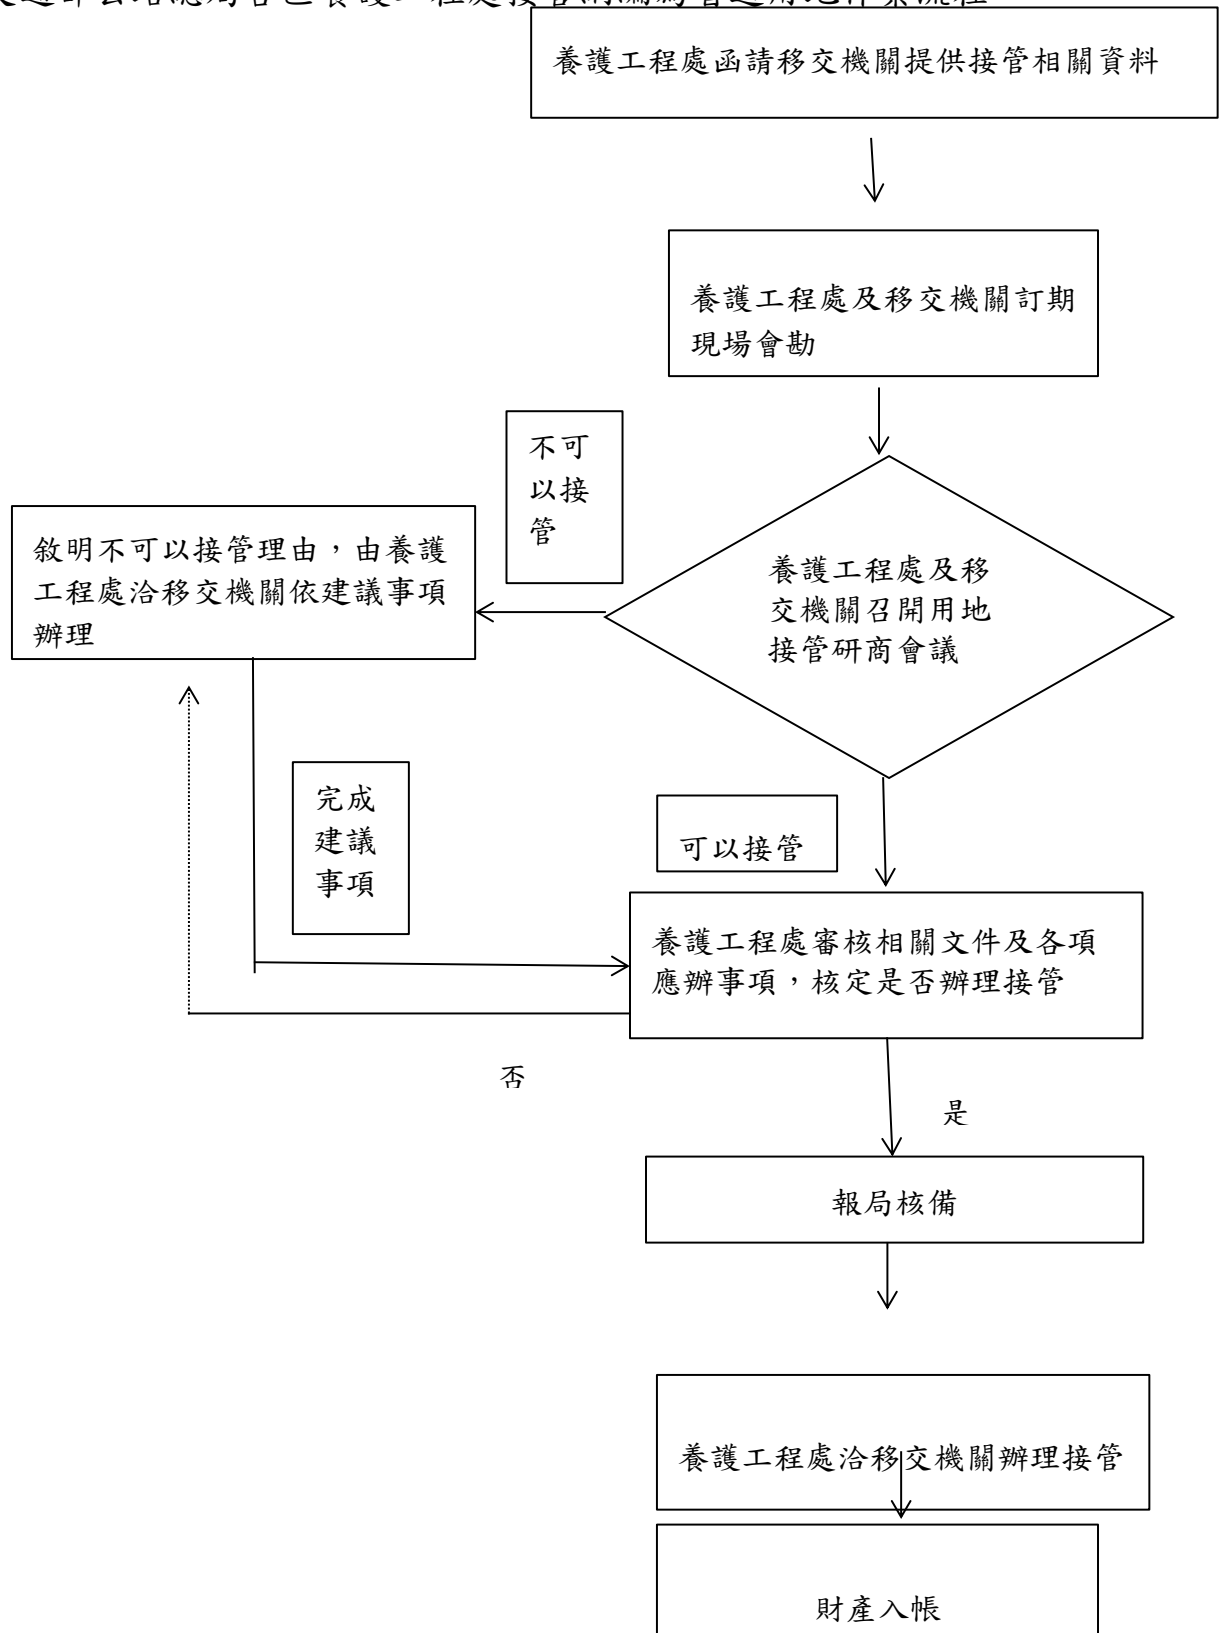 養護工程處函請移交機關提供接管相關資料
養護工程處及移交機關訂期
現場會勘
不可
以接
管
養護工程處及移
交機關召開用地
接管研商會議
敘明不可以接管理由，由養護
工程處洽移交機關依建議事項
辦理
完成
建議
事項
可以接管
養護工程處審核相關文件及各項
應辦事項，核定是否辦理接管
否
是
報局核備
養護工程處洽移交機關辦理接管
財產入帳